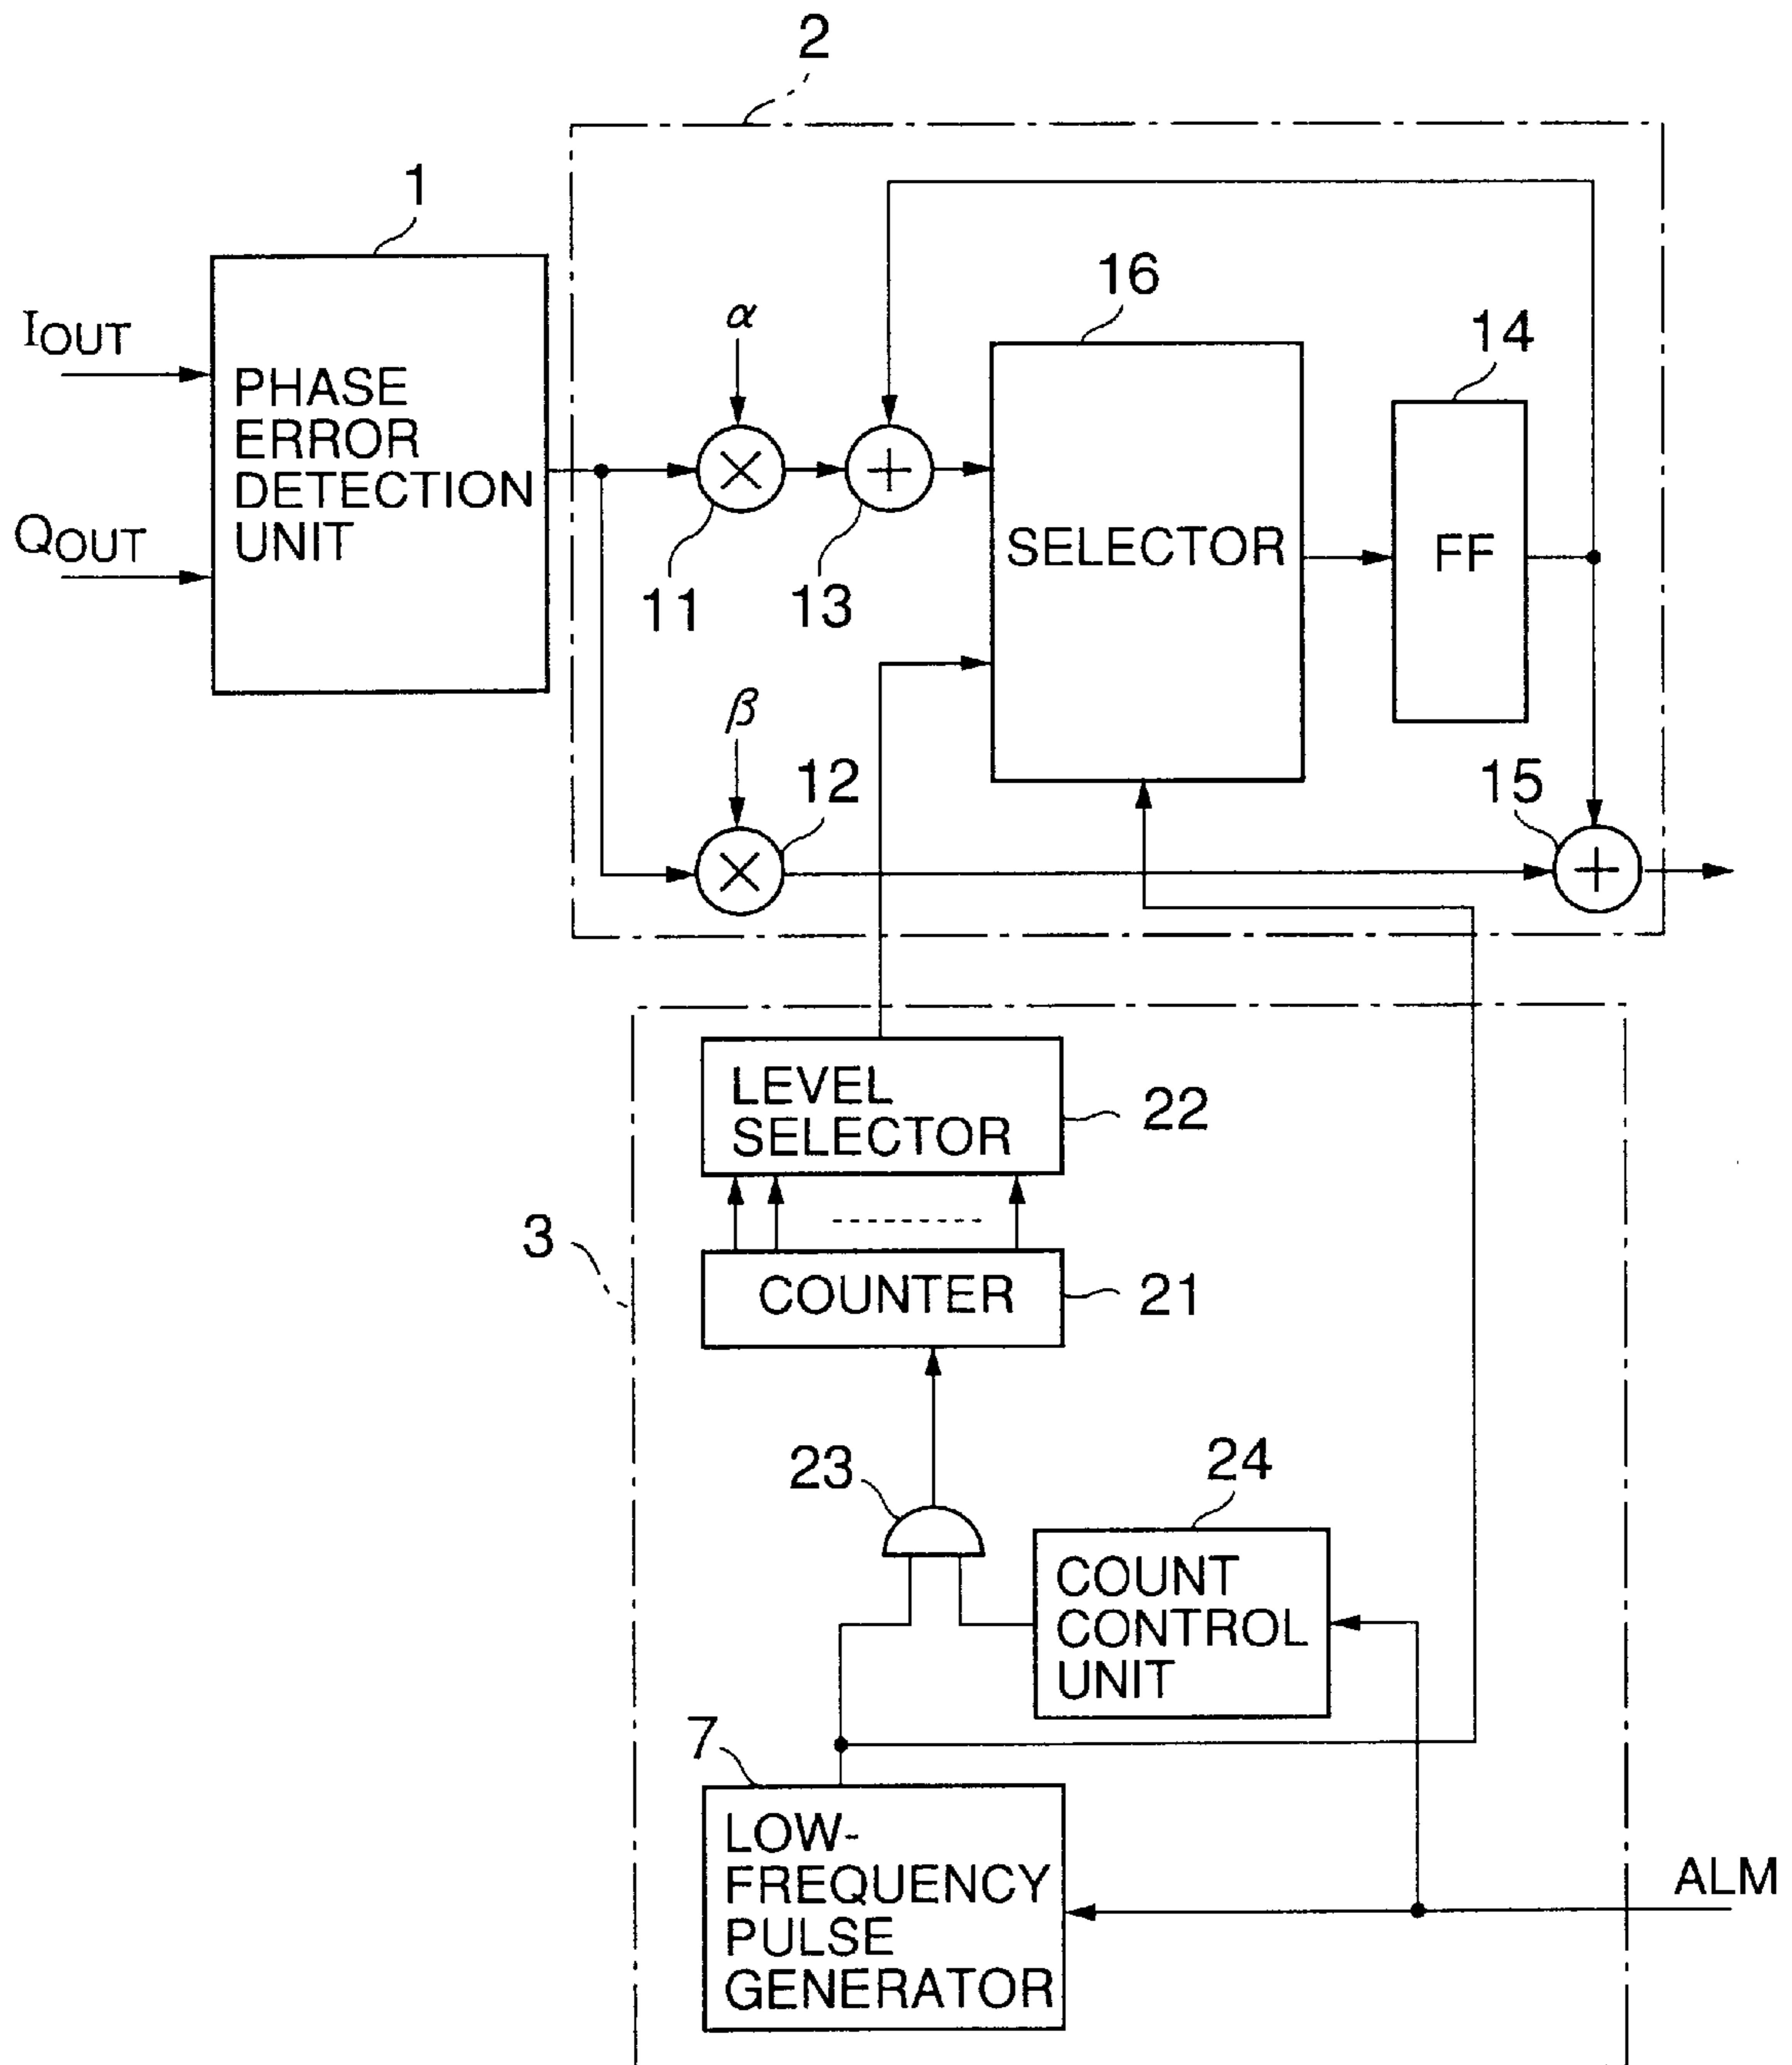 2
1
IOUT
QOUT
PHASE
ERROR
DETECTION
UNIT
α
16
14
SELECTOR
FF
11
13
β
12
15
LEVEL
SELECTOR
22
3
COUNTER
21
23
24
COUNT
CONTROL
UNIT
7
LOW-
FREQUENCY
PULSE
GENERATOR
ALM